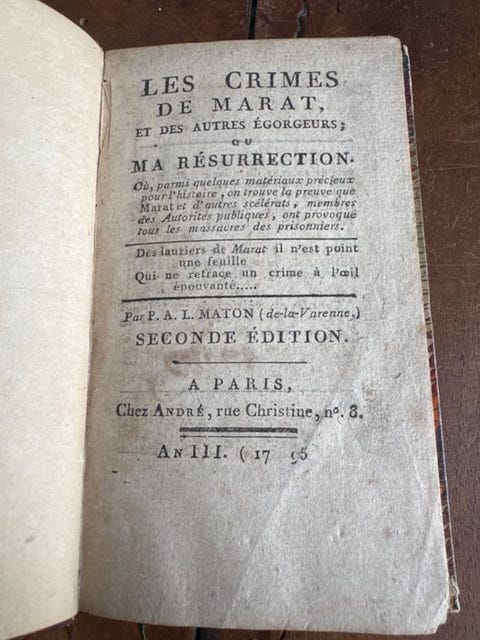 LES CRIMES
DE MARAT,
ET DES AUTRES ÉGORGEURS;
OU
MA RÉSURRECTION.
Où, parmi quelques matériaux précieux
pour l'histoire, on trouve la preuve que
Marat et d'autres scélérats, membres
des Autorités publiques, ont provoqué
tous les massacres des prisonniers.
Des lauriers de Marat il n'est point
une feuille
Qui ne retrace un crime à l'œil
épouvanté.....
Par P. A. L. MATON (de-la-Varenne.)
SECONDE ÉDITION.
A PARIS,
Chez ANDRÉ, rue Christine, nº. 8.
AN III. ( 17 95